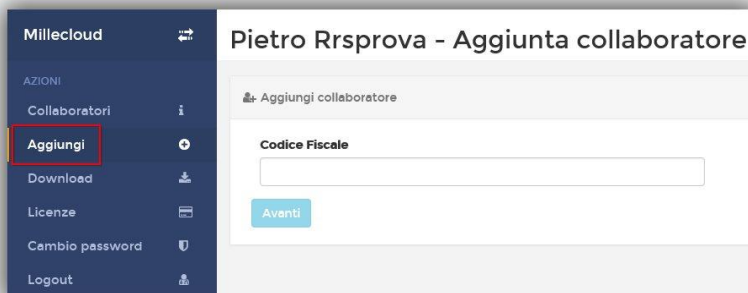 Millecloud
Pietro Rrsprova - Aggiunta collaboratore
AZIONI
Collaboratori
Aggiungi
Download
Licenze
Cambio password
Logout
Aggiungi collaboratore
Codice Fiscale
Avanti